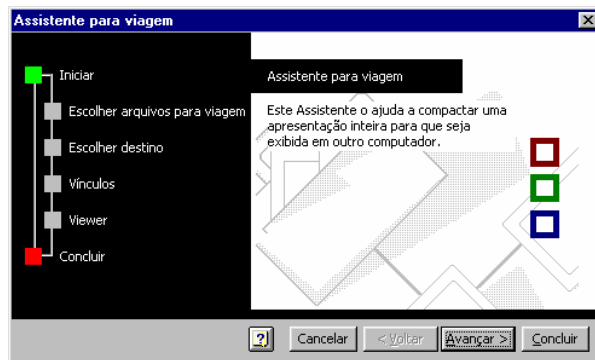 Assistente para viagem
Iniciar
Escolher arquivos para viagem
Escolher destino
Vínculos
Viewer
Concluir
Assistente para viagem
Este Assistente o ajuda a compactar uma
apresentação inteira para que seja
exibida em outro computador.
? Cancelar < Voltar Avançar > Concluir